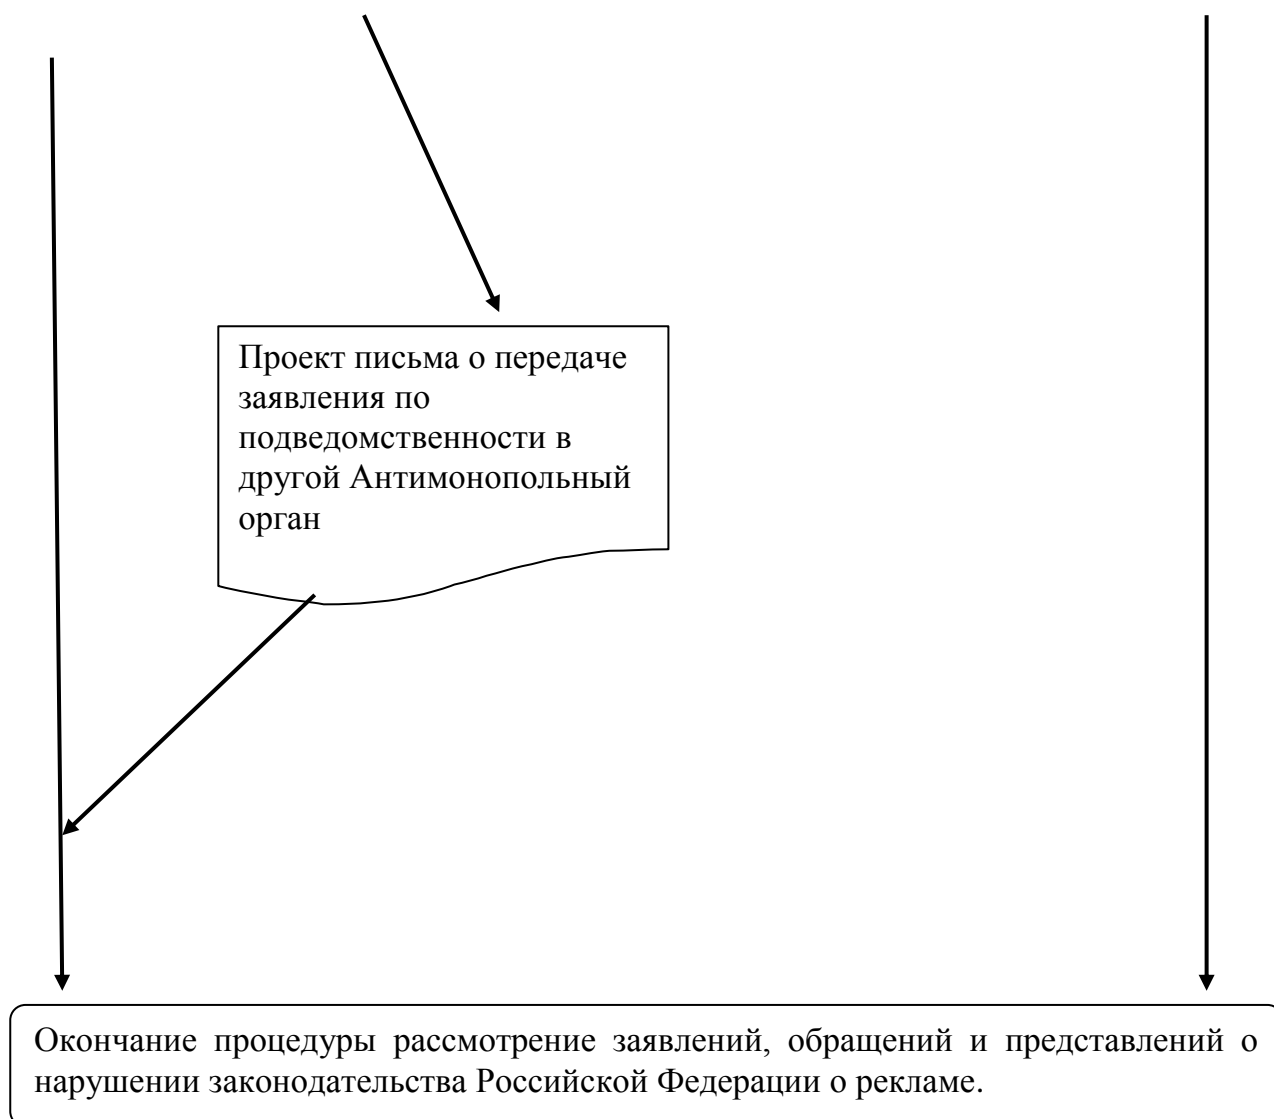 Проект письма о передаче
заявления по
подведомственности в
другой Антимонопольный
орган
Окончание процедуры рассмотрение заявлений, обращений и представлений о
нарушении законодательства Российской Федерации о рекламе.